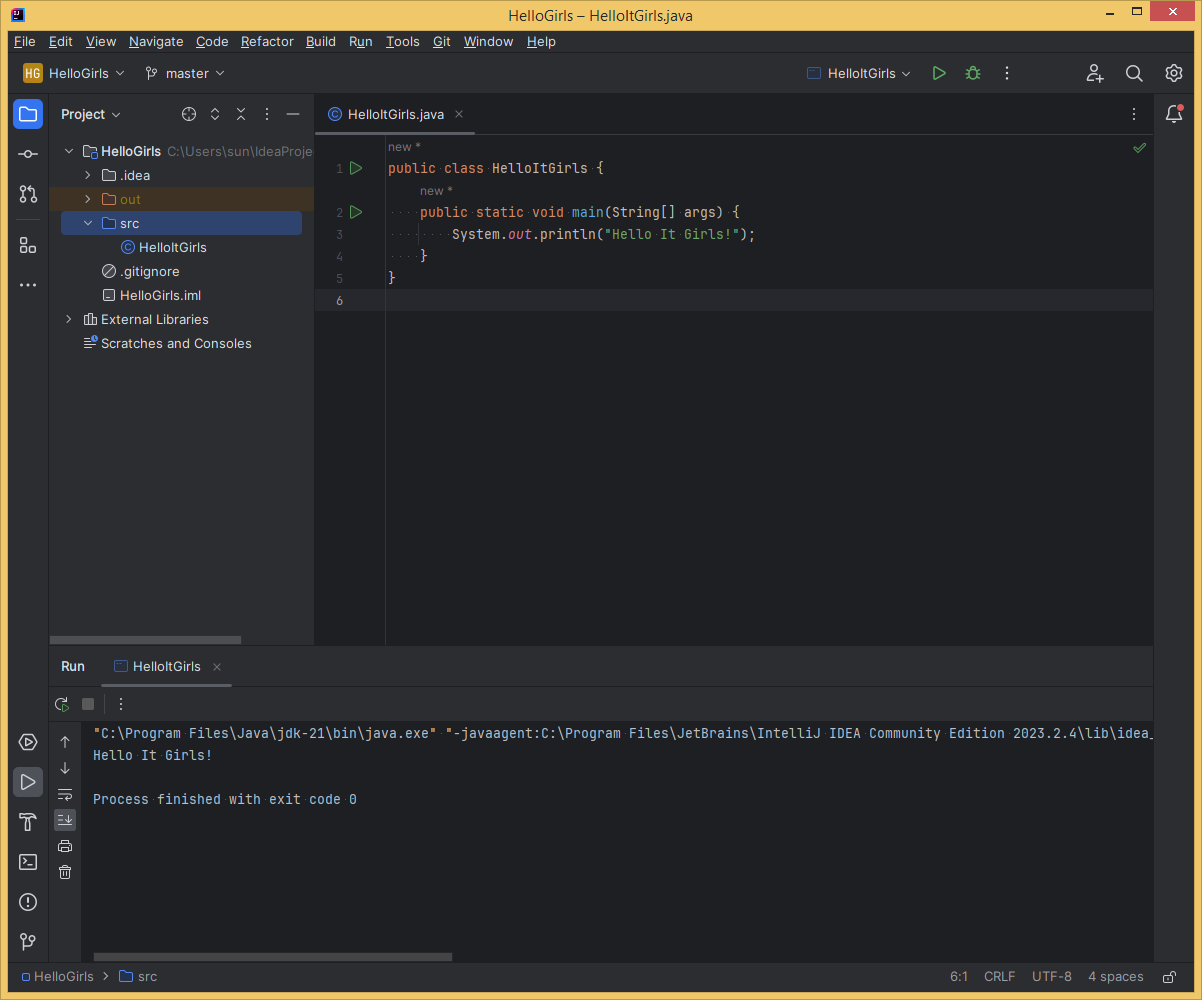 HelloGirls – HelloItGirls.java
File Edit View Navigate Code Refactor Build Run Tools Git Window Help
HG HelloGirls master HelloItGirls
Project
HelloItGirls.java
HelloGirls C:\Users\sun\IdeaProje
.idea
out
src
HelloItGirls
.gitignore
HelloGirls.iml
External Libraries
Scratches and Consoles
new *
1 public class HelloItGirls {
new *
2 public static void main(String[] args) {
3 System.out.println("Hello It Girls!");
4 }
5 }
6
Run HelloItGirls
"C:\Program Files\Java\jdk-21\bin\java.exe" "-javaagent:C:\Program Files\JetBrains\IntelliJ IDEA Community Edition 2023.2.4\lib\idea_
Hello It Girls!
Process finished with exit code 0
HelloGirls > src 6:1 CRLF UTF-8 4 spaces